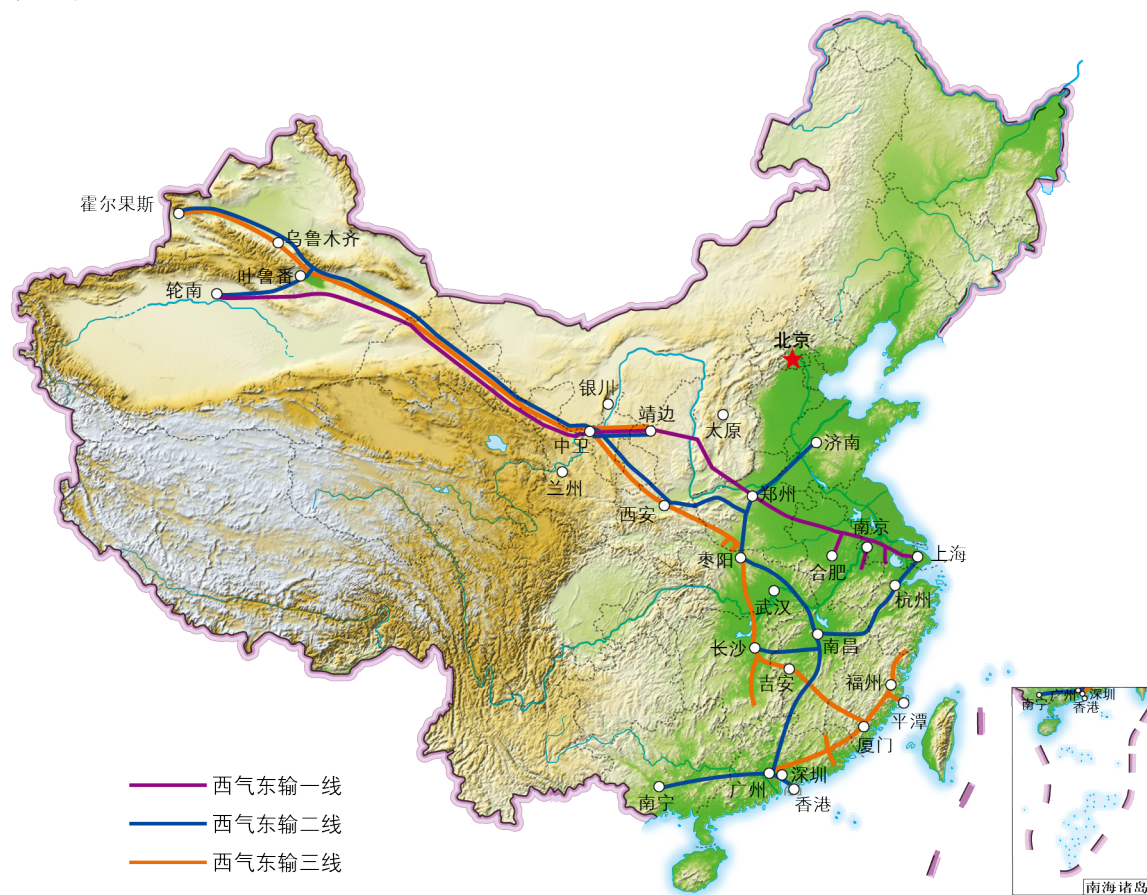 霍尔果斯
乌鲁木齐
吐鲁番
轮南
北京
银川
靖边
太原
中卫
济南
兰州
西安
郑州
南京
枣阳
合肥
上海
武汉
杭州
长沙
南昌
吉安
福州
平潭
厦门
南宁
广州
深圳
香港
西气东输一线
西气东输二线
西气东输三线
南宁
广州
深圳
香港
南海诸岛